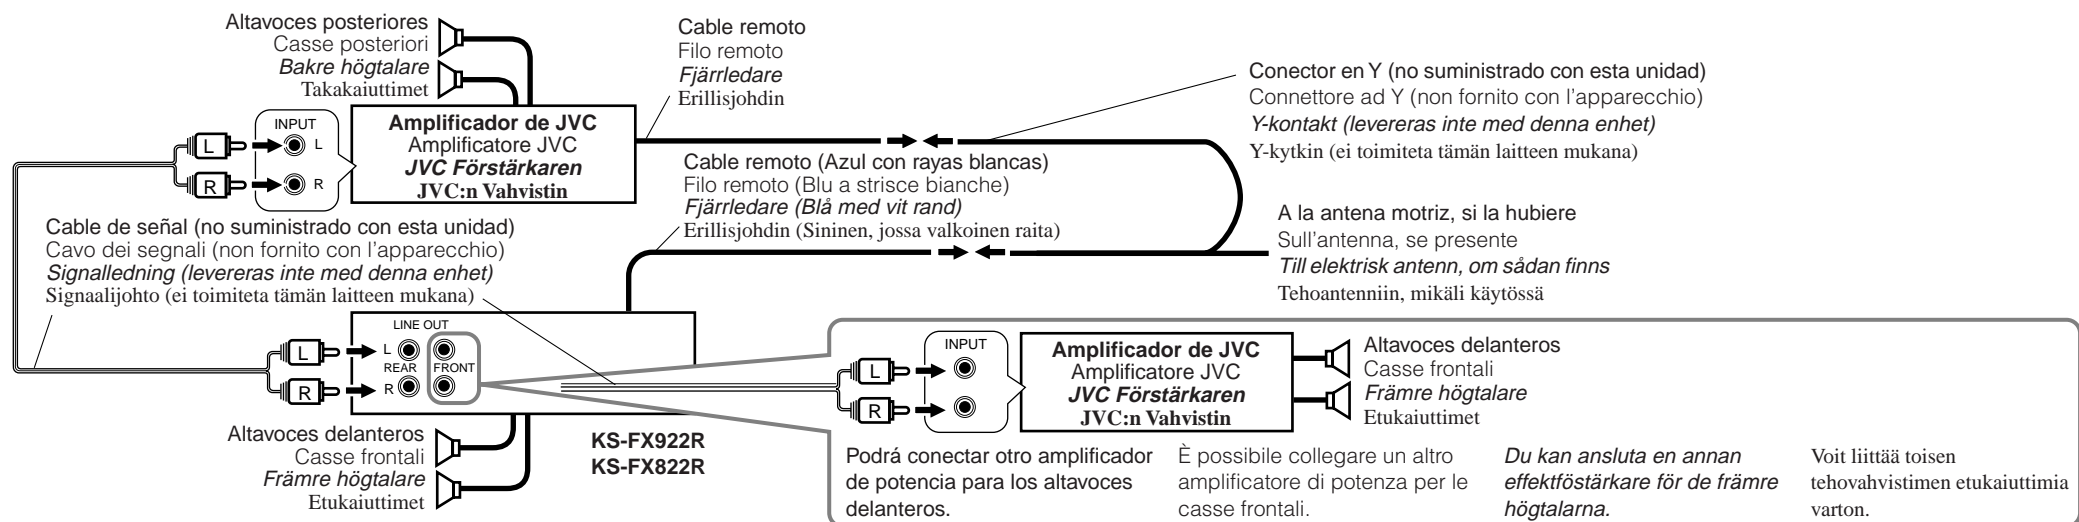 Altavoces posteriores
Casse posteriori
Bakre högtalare
Takakaiuttimet
Cable remoto
Filo remoto
Fjärrledare
Erillisjohdin
Conector en Y (no suministrado con esta unidad)
Connettore ad Y (non fornito con l'apparecchio)
Y-kontakt (levereras inte med denna enhet)
Y-kytkin (ei toimiteta tämän laitteen mukana)
INPUT
L
L
R
R
Amplificador de JVC
Amplificatore JVC
JVC Förstärkaren
JVC:n Vahvistin
Cable remoto (Azul con rayas blancas)
Filo remoto (Blu a strisce bianche)
Fjärrledare (Blå med vit rand)
Erillisjohdin (Sininen, jossa valkoinen raita)
A la antena motriz, si la hubiere
Sull'antenna, se presente
Till elektrisk antenn, om sådan finns
Tehoantenniin, mikäli käytössä
Cable de señal (no suministrado con esta unidad)
Cavo dei segnali (non fornito con l'apparecchio)
Signalledning (levereras inte med denna enhet)
Signaalijohto (ei toimiteta tämän laitteen mukana)
LINE OUT
L
L
REAR
FRONT
R
R
Altavoces delanteros
Casse frontali
Främre högtalare
Etukaiuttimet
KS-FX922R
KS-FX822R
INPUT
L
R
Amplificador de JVC
Amplificatore JVC
JVC Förstärkaren
JVC:n Vahvistin
Altavoces delanteros
Casse frontali
Främre högtalare
Etukaiuttimet
Podrá conectar otro amplificador
de potencia para los altavoces
delanteros.
È possibile collegare un altro
amplificatore di potenza per le
casse frontali.
Du kan ansluta en annan
effektföstärkare för de främre
högtalarna.
Voit liittää toisen
tehovahvistimen etukaiuttimia
varton.